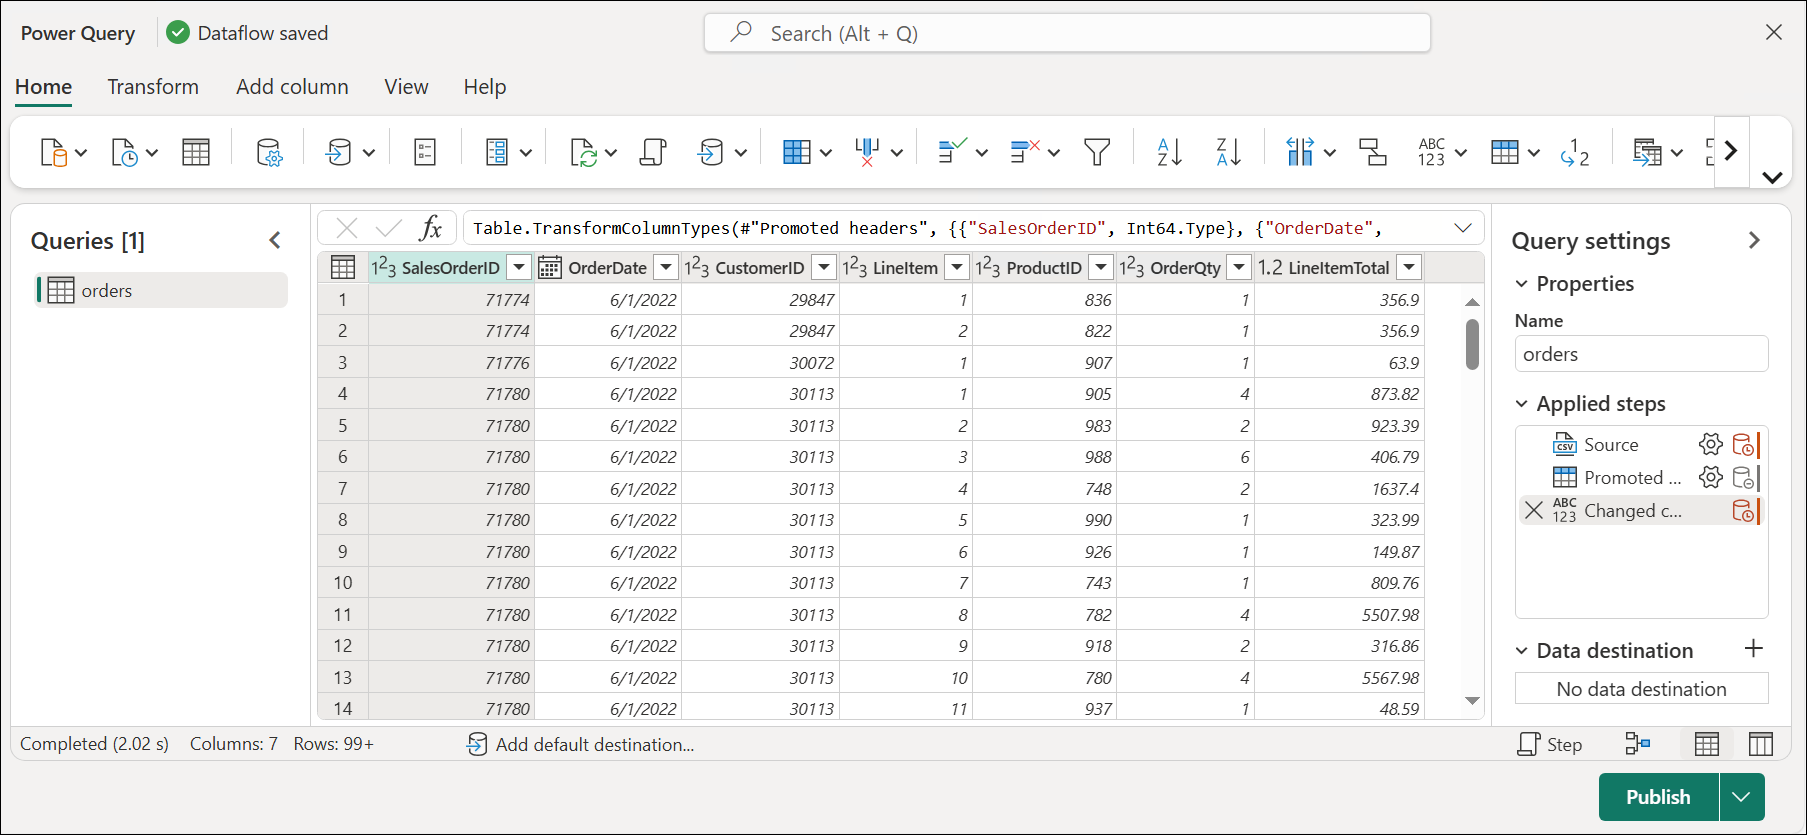 Power Query Dataflow saved Search (Alt + Q)
Home Transform Add column View Help
A Z Z A ABC 123 1 2
Queries [1]
orders
fx Table.TransformColumnTypes(#"Promoted headers", {{"SalesOrderID", Int64.Type}, {"OrderDate",
123 SalesOrderID OrderDate 123 CustomerID 123 LineItem 123 ProductID 123 OrderQty 1.2 LineItemTotal
1 71774 6/1/2022 29847 1 836 1 356.9
2 71774 6/1/2022 29847 2 822 1 356.9
3 71776 6/1/2022 30072 1 907 1 63.9
4 71780 6/1/2022 30113 1 905 4 873.82
5 71780 6/1/2022 30113 2 983 2 923.39
6 71780 6/1/2022 30113 3 988 6 406.79
7 71780 6/1/2022 30113 4 748 2 1637.4
8 71780 6/1/2022 30113 5 990 1 323.99
9 71780 6/1/2022 30113 6 926 1 149.87
10 71780 6/1/2022 30113 7 743 1 809.76
11 71780 6/1/2022 30113 8 782 4 5507.98
12 71780 6/1/2022 30113 9 918 2 316.86
13 71780 6/1/2022 30113 10 780 4 5567.98
14 71780 6/1/2022 30113 11 937 1 48.59
Query settings
Properties
Name
orders
Applied steps
CSV Source
Promoted ...
ABC 123 Changed c...
Data destination
No data destination
Completed (2.02 s) Columns: 7 Rows: 99+ Add default destination... Step
Publish